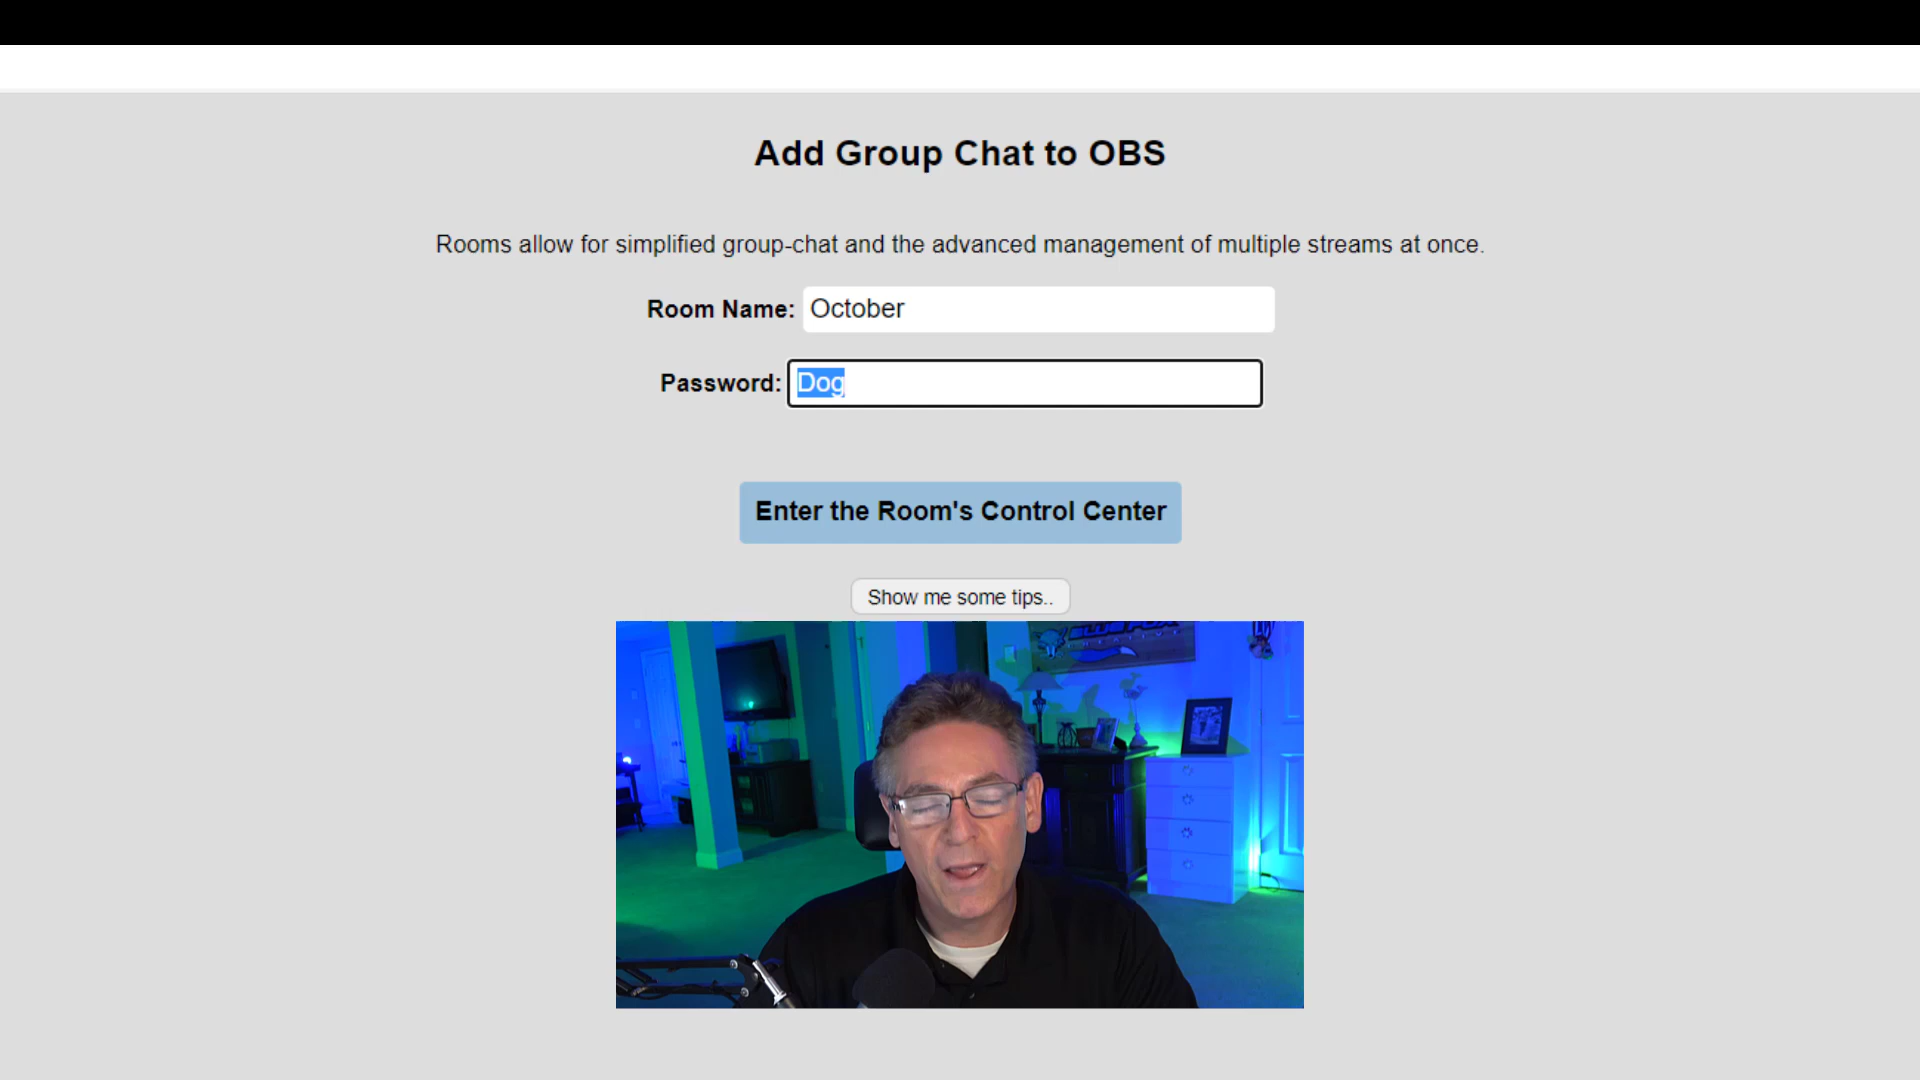 Add Group Chat to OBS
Rooms allow for simplified group-chat and the advanced management of multiple streams at once.
Room Name: October
Password: Dog
Enter the Room's Control Center
Show me some tips..